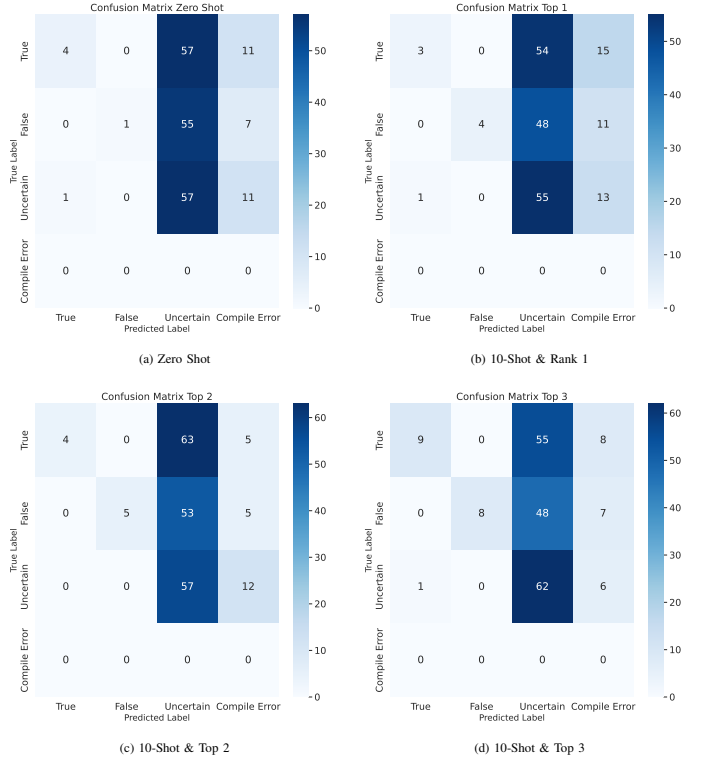 Confusion Matrix Zero Shot
True Label
True
4 0 57 11
False
0 1 55 7
Uncertain
1 0 57 11
Compile Error
0 0 0 0
True False Uncertain Compile Error
Predicted Label
50
40
30
20
10
0
(a) Zero Shot
Confusion Matrix Top 1
True Label
True
3 0 54 15
False
0 4 48 11
Uncertain
1 0 55 13
Compile Error
0 0 0 0
True False Uncertain Compile Error
Predicted Label
50
40
30
20
10
0
(b) 10-Shot & Rank 1
Confusion Matrix Top 2
True Label
True
4 0 63 5
False
0 5 53 5
Uncertain
0 0 57 12
Compile Error
0 0 0 0
True False Uncertain Compile Error
Predicted Label
60
50
40
30
20
10
0
(c) 10-Shot & Top 2
Confusion Matrix Top 3
True Label
True
9 0 55 8
False
0 8 48 7
Uncertain
1 0 62 6
Compile Error
0 0 0 0
True False Uncertain Compile Error
Predicted Label
60
50
40
30
20
10
0
(d) 10-Shot & Top 3